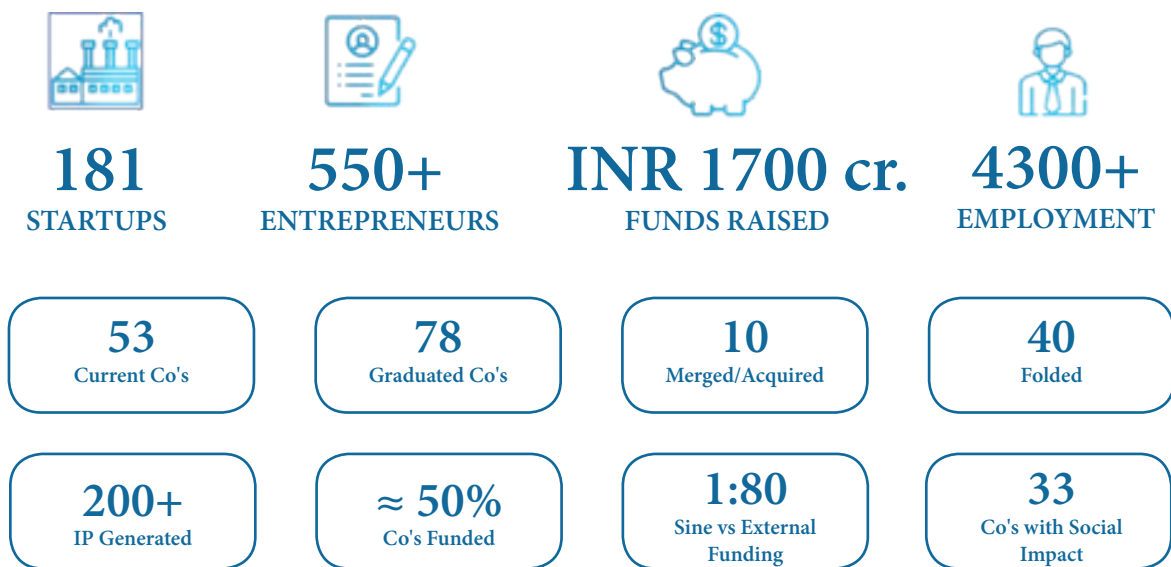 181
STARTUPS
550+
ENTREPRENEURS
INR 1700 cr.
FUNDS RAISED
4300+
EMPLOYMENT
53
Current Co's
78
Graduated Co's
10
Merged/Acquired
40
Folded
200+
IP Generated
≈ 50%
Co's Funded
1:80
Sine vs External
Funding
33
Co's with Social
Impact